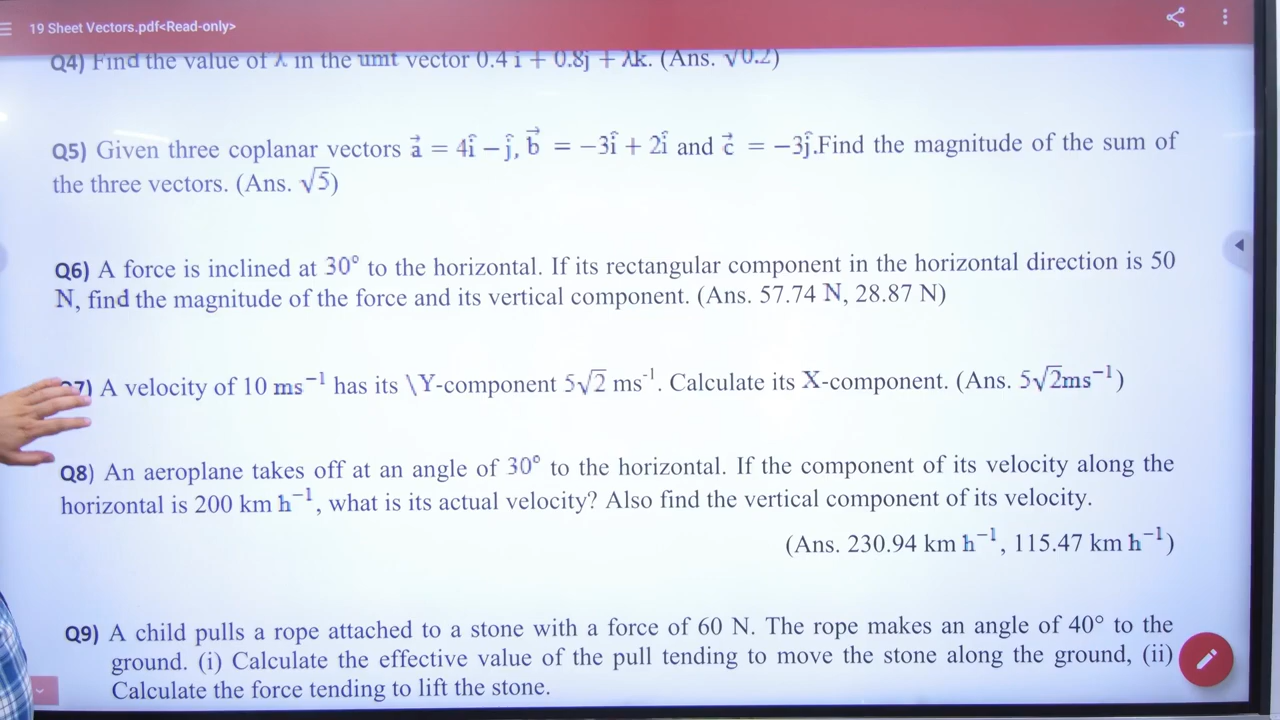 19 Sheet Vectors.pdf<Read-only>
Q4) Find the value of λ in the unit vector 0.4 i + 0.8j + λk. (Ans. √0.2)
Q5) Given three coplanar vectors a⃗ = 4î − ĵ, b⃗ = −3î + 2î and c⃗ = −3ĵ.Find the magnitude of the sum of
the three vectors. (Ans. √5)
Q6) A force is inclined at 30° to the horizontal. If its rectangular component in the horizontal direction is 50
N, find the magnitude of the force and its vertical component. (Ans. 57.74 N, 28.87 N)
7) A velocity of 10 ms⁻¹ has its \Y-component 5√2 ms⁻¹. Calculate its X-component. (Ans. 5√2ms⁻¹)
Q8) An aeroplane takes off at an angle of 30° to the horizontal. If the component of its velocity along the
horizontal is 200 km h⁻¹, what is its actual velocity? Also find the vertical component of its velocity.
(Ans. 230.94 km h⁻¹, 115.47 km h⁻¹)
Q9) A child pulls a rope attached to a stone with a force of 60 N. The rope makes an angle of 40° to the
ground. (i) Calculate the effective value of the pull tending to move the stone along the ground, (ii)
Calculate the force tending to lift the stone.